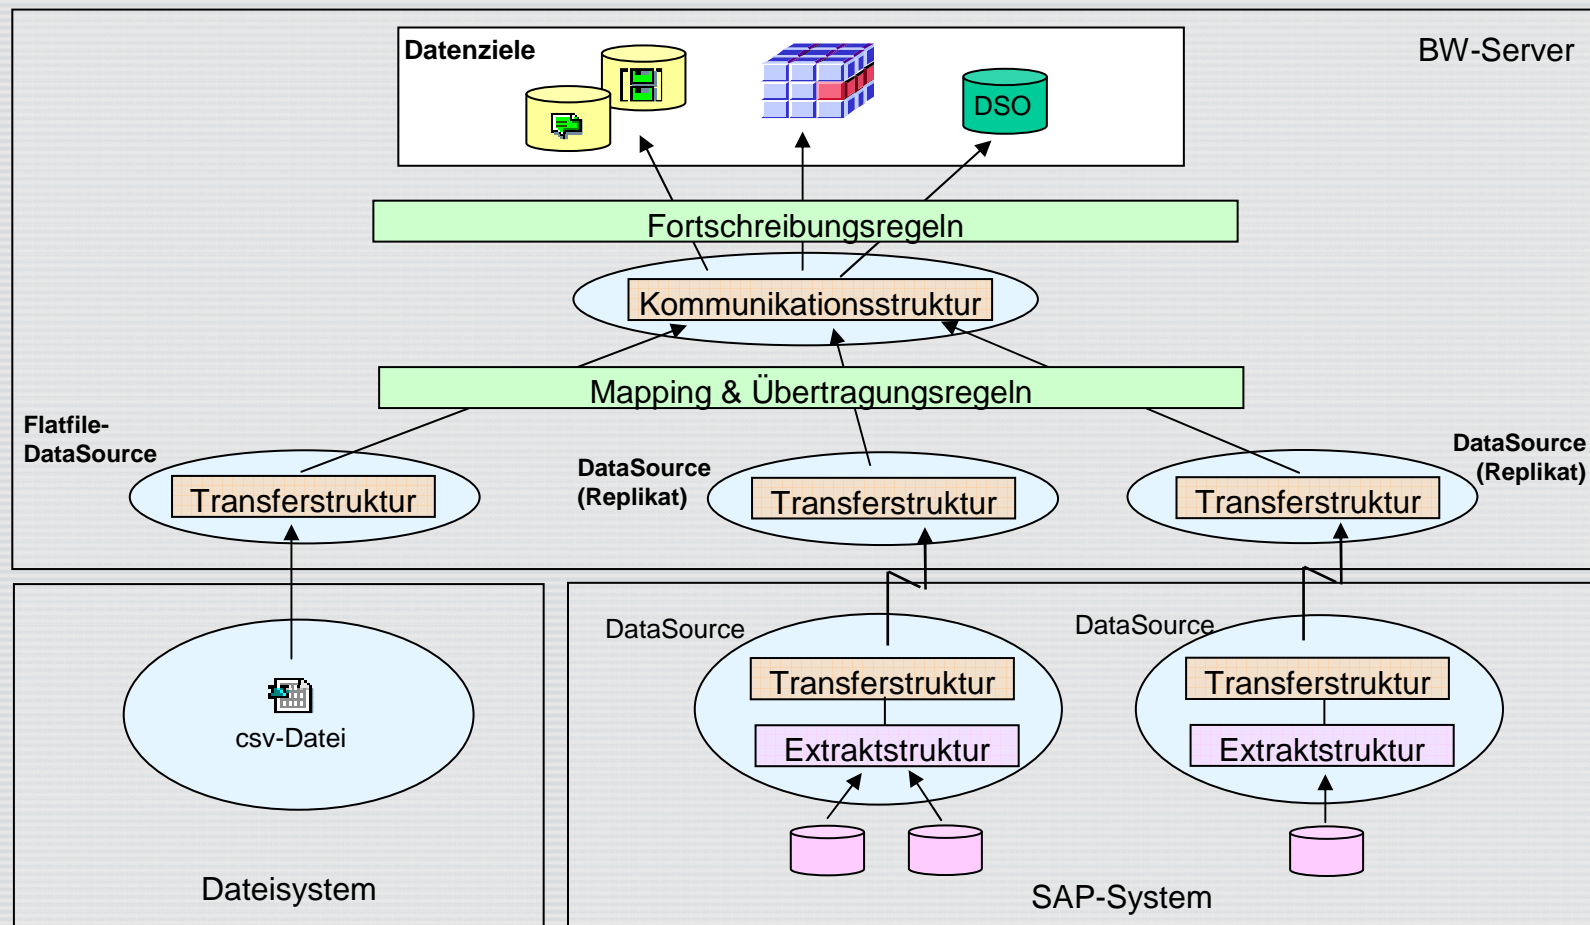 BW-Server
Datenziele
DSO
Fortschreibungsregeln
Kommunikationsstruktur
Mapping & Übertragungsregeln
Flatfile-
DataSource
Transferstruktur
DataSource
(Replikat)
Transferstruktur
DataSource
(Replikat)
Transferstruktur
csv-Datei
Dateisystem
DataSource
Transferstruktur
Extraktstruktur
DataSource
Transferstruktur
Extraktstruktur
SAP-System